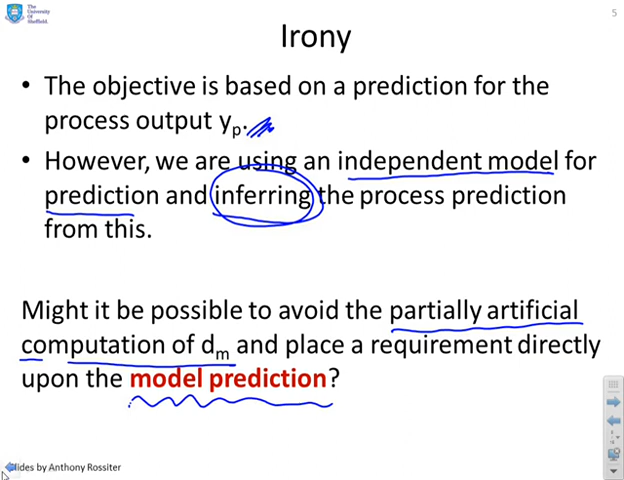 The
University
Of
Sheffield.
5
Irony
• The objective is based on a prediction for the
process output yp.
• However, we are using an independent model for
prediction and inferring the process prediction
from this.
Might it be possible to avoid the partially artificial
computation of dm and place a requirement directly
upon the model prediction?
Slides by Anthony Rossiter